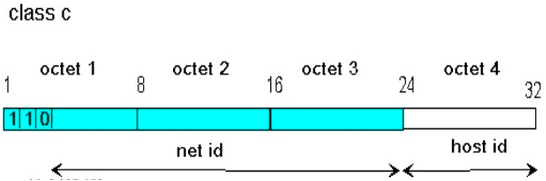 class c
octet 1 octet 2 octet 3 octet 4
1 8 16 24 32
1 1 0
net id host id